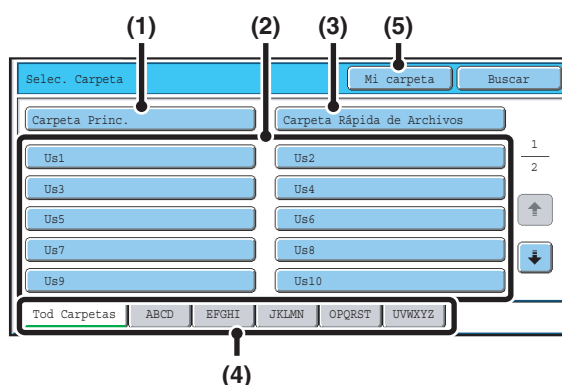 (1) (2) (3) (5)
Selec. Carpeta Mi carpeta Buscar
Carpeta Princ. Carpeta Rápida de Archivos
1
Us1 Us2
2
Us3 Us4
Us5 Us6
Us7 Us8
Us9 Us10
Tod Carpetas ABCD EFGHI JKLMN OPQRST UVWXYZ
(4)